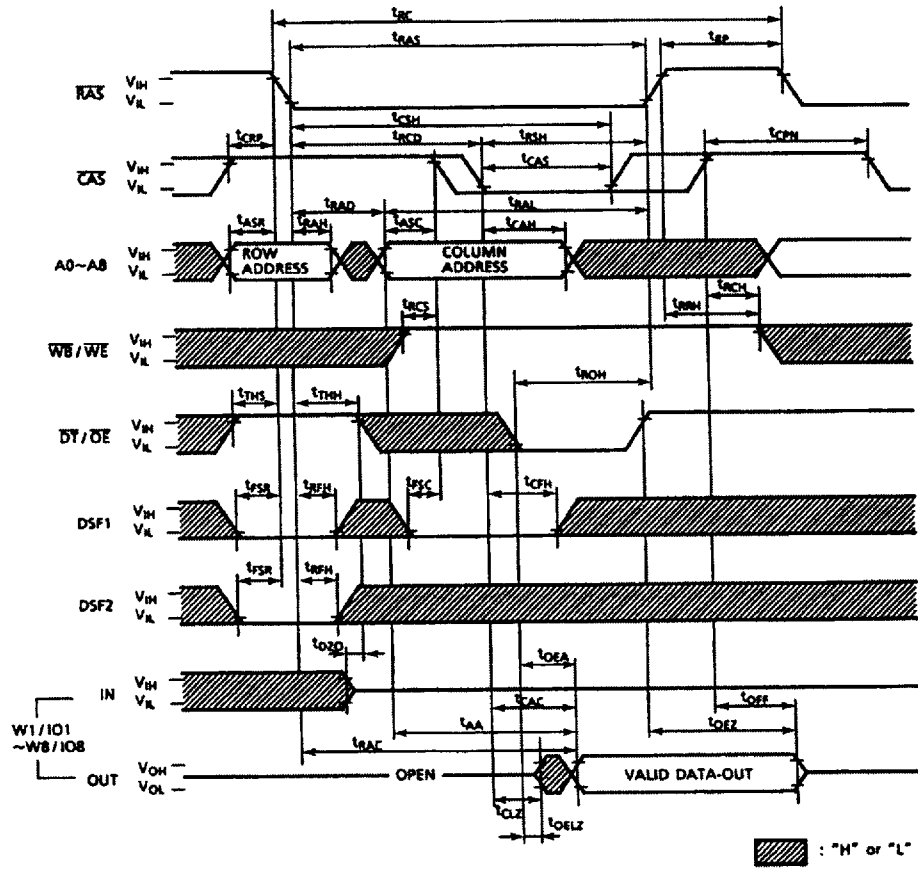 tRC
tRAS
tRP
RAS
VIH
VIL
tCSH
tCRP
tRCD
tRSH
tCPN
CAS
VIH
VIL
tCAS
tRAD
tRAL
tASR
tRAH
tASC
tCAH
A0~A8
VIH
VIL
ROW
ADDRESS
COLUMN
ADDRESS
tRCS
tRCH
tRRH
WB/WE
VIH
VIL
tROH
tTHS
tTHH
DT/OE
VIH
VIL
tFSR
tRFH
tFSC
tCFH
DSF1
VIH
VIL
tFSR
tRFH
DSF2
VIH
VIL
tDZO
tOEA
IN
VIH
VIL
tCAC
tOFF
W1/IO1
~W8/IO8
tAA
tOEZ
tRAC
OUT
VOH
VOL
OPEN
VALID DATA-OUT
tCLZ
tOELZ
: "H" or "L"